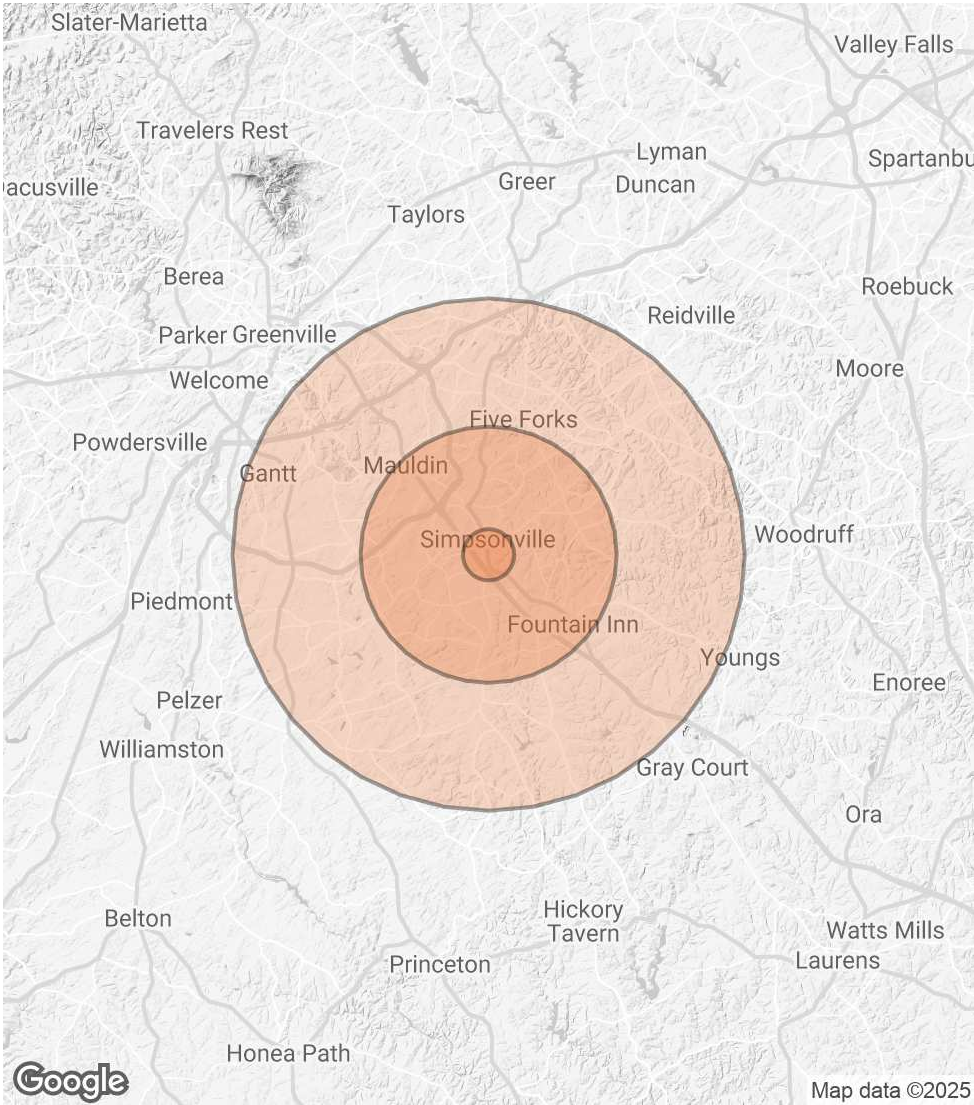 Slater-Marietta
Valley Falls
Travelers Rest
Lyman
Spartanbu
acusville
Greer
Duncan
Taylors
Berea
Roebuck
Reidville
Parker
Greenville
Moore
Welcome
Five Forks
Powdersville
Mauldin
Gantt
Woodruff
Simpsonville
Piedmont
Fountain Inn
Youngs
Enoree
Pelzer
Williamston
Gray Court
Ora
Hickory
Tavern
Belton
Watts Mills
Princeton
Laurens
Honea Path
Google
Map data ©2025